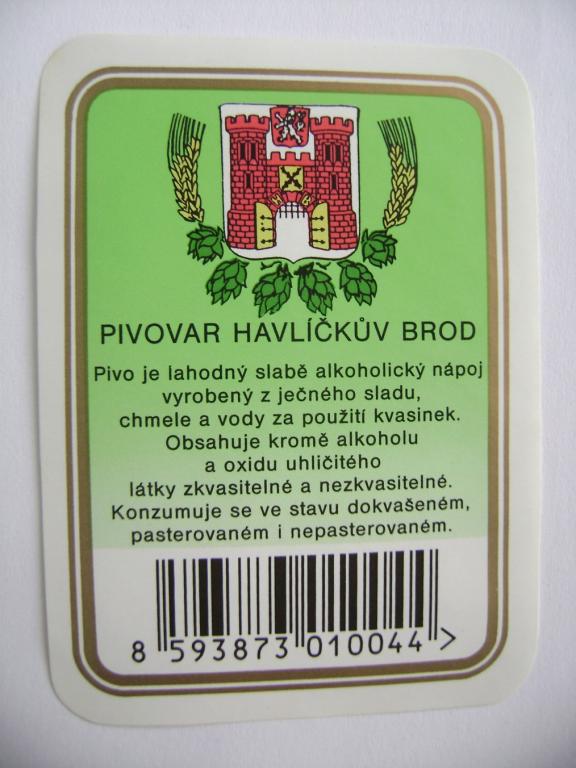 PIVOVAR HAVLÍČKŮV BROD
Pivo je lahodný slabě alkoholický nápoj
vyrobený z ječného sladu,
chmele a vody za použití kvasinek.
Obsahuje kromě alkoholu
a oxidu uhličitého
látky zkvasitelné a nezkvasitelné.
Konzumuje se ve stavu dokvašeném,
pasterovaném i nepasterovaném.
8 593873 010044 >